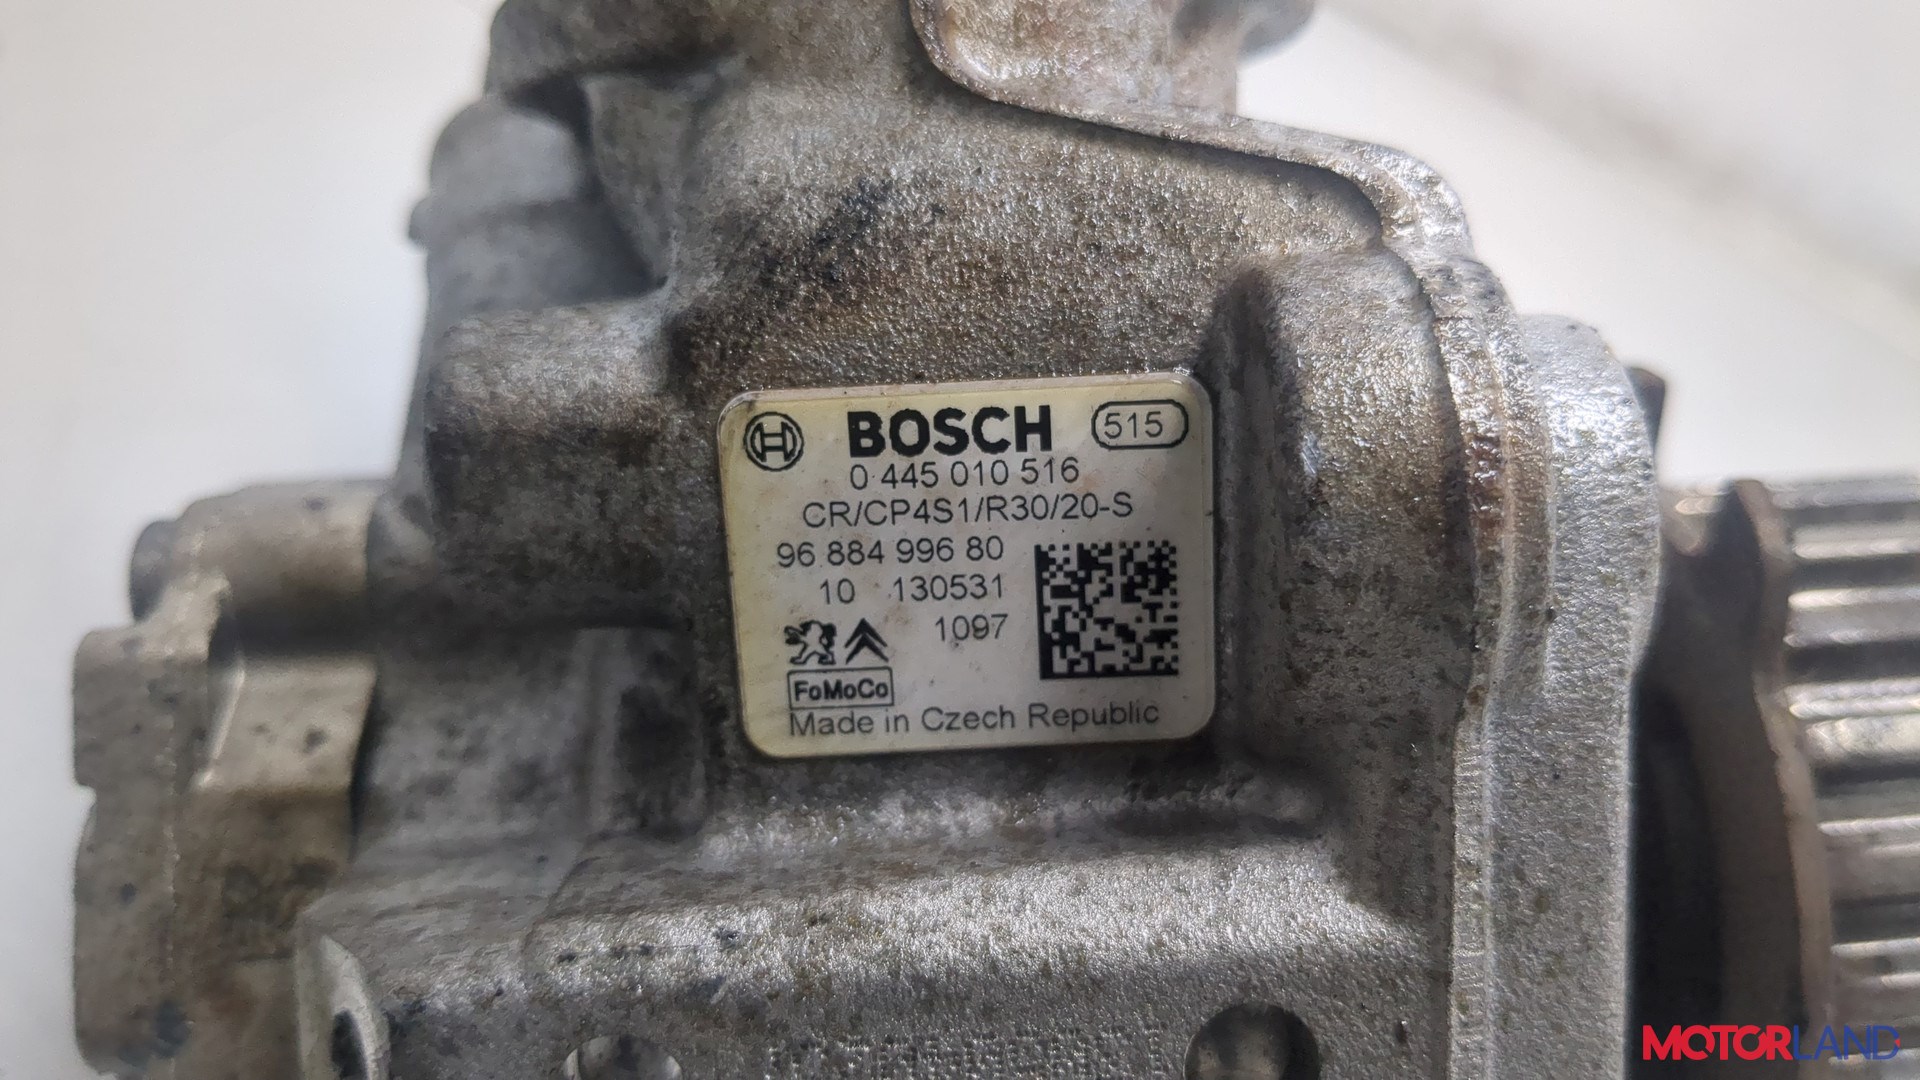 BOSCH 515
0 445 010 516
CR/CP4S1/R30/20-S
96 884 996 80
10 130531
1097
FoMoCo
Made in Czech Republic
MOTORLAND